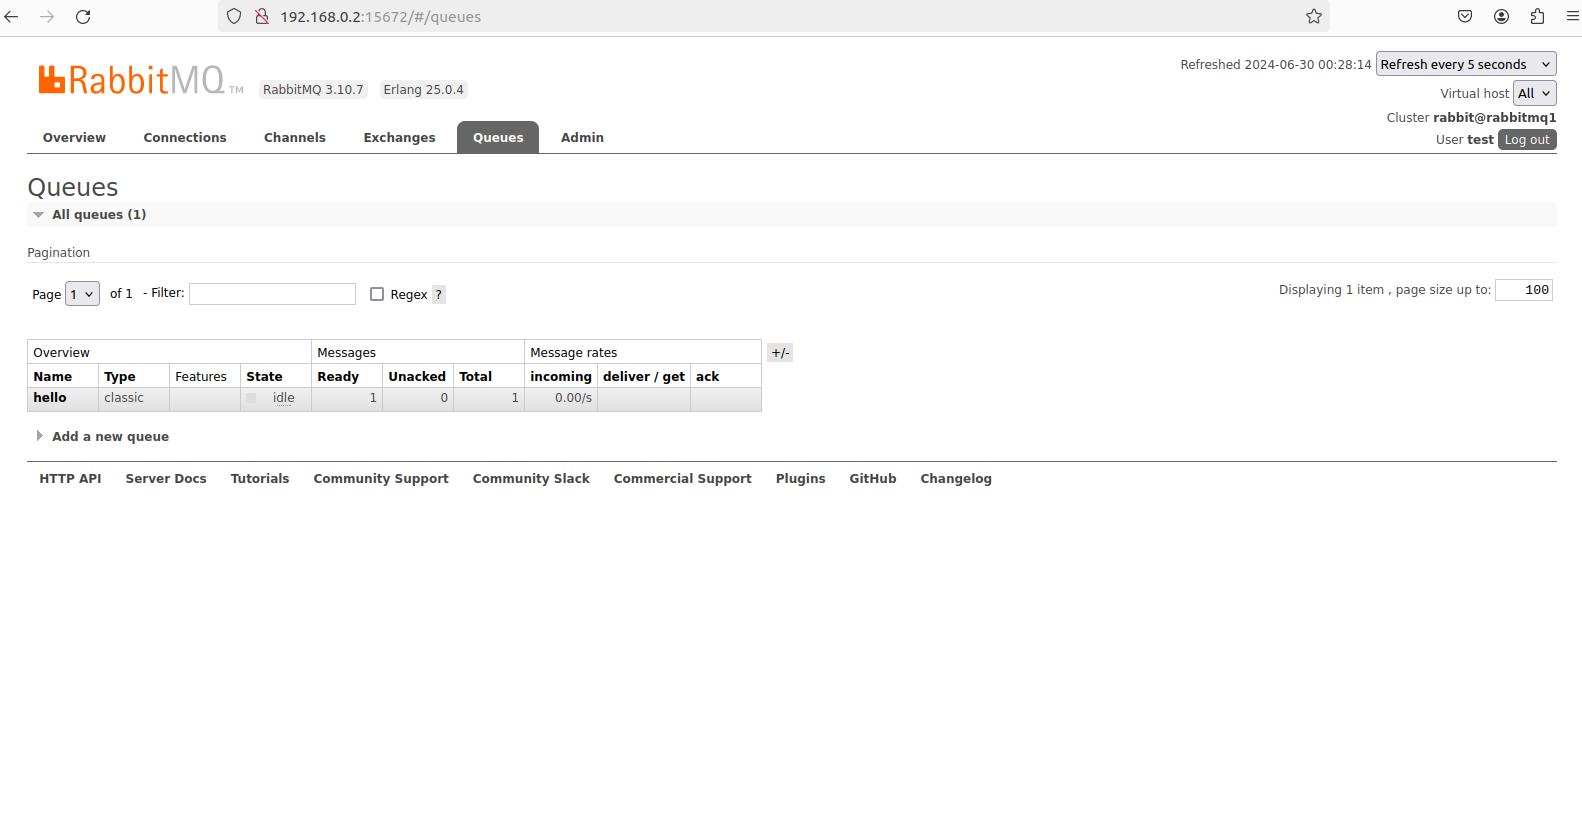 192.168.0.2:15672/#/queues
RabbitMQ TM RabbitMQ 3.10.7 Erlang 25.0.4
Refreshed 2024-06-30 00:28:14 Refresh every 5 seconds
Virtual host All
Cluster rabbit@rabbitmq1
User test Log out
Overview Connections Channels Exchanges Queues Admin
Queues
All queues (1)
Pagination
Page 1 of 1 - Filter: Regex ? Displaying 1 item , page size up to: 100
Overview Messages Message rates +/-
Name Type Features State Ready Unacked Total incoming deliver / get ack
hello classic idle 1 0 1 0.00/s
Add a new queue
HTTP API Server Docs Tutorials Community Support Community Slack Commercial Support Plugins GitHub Changelog